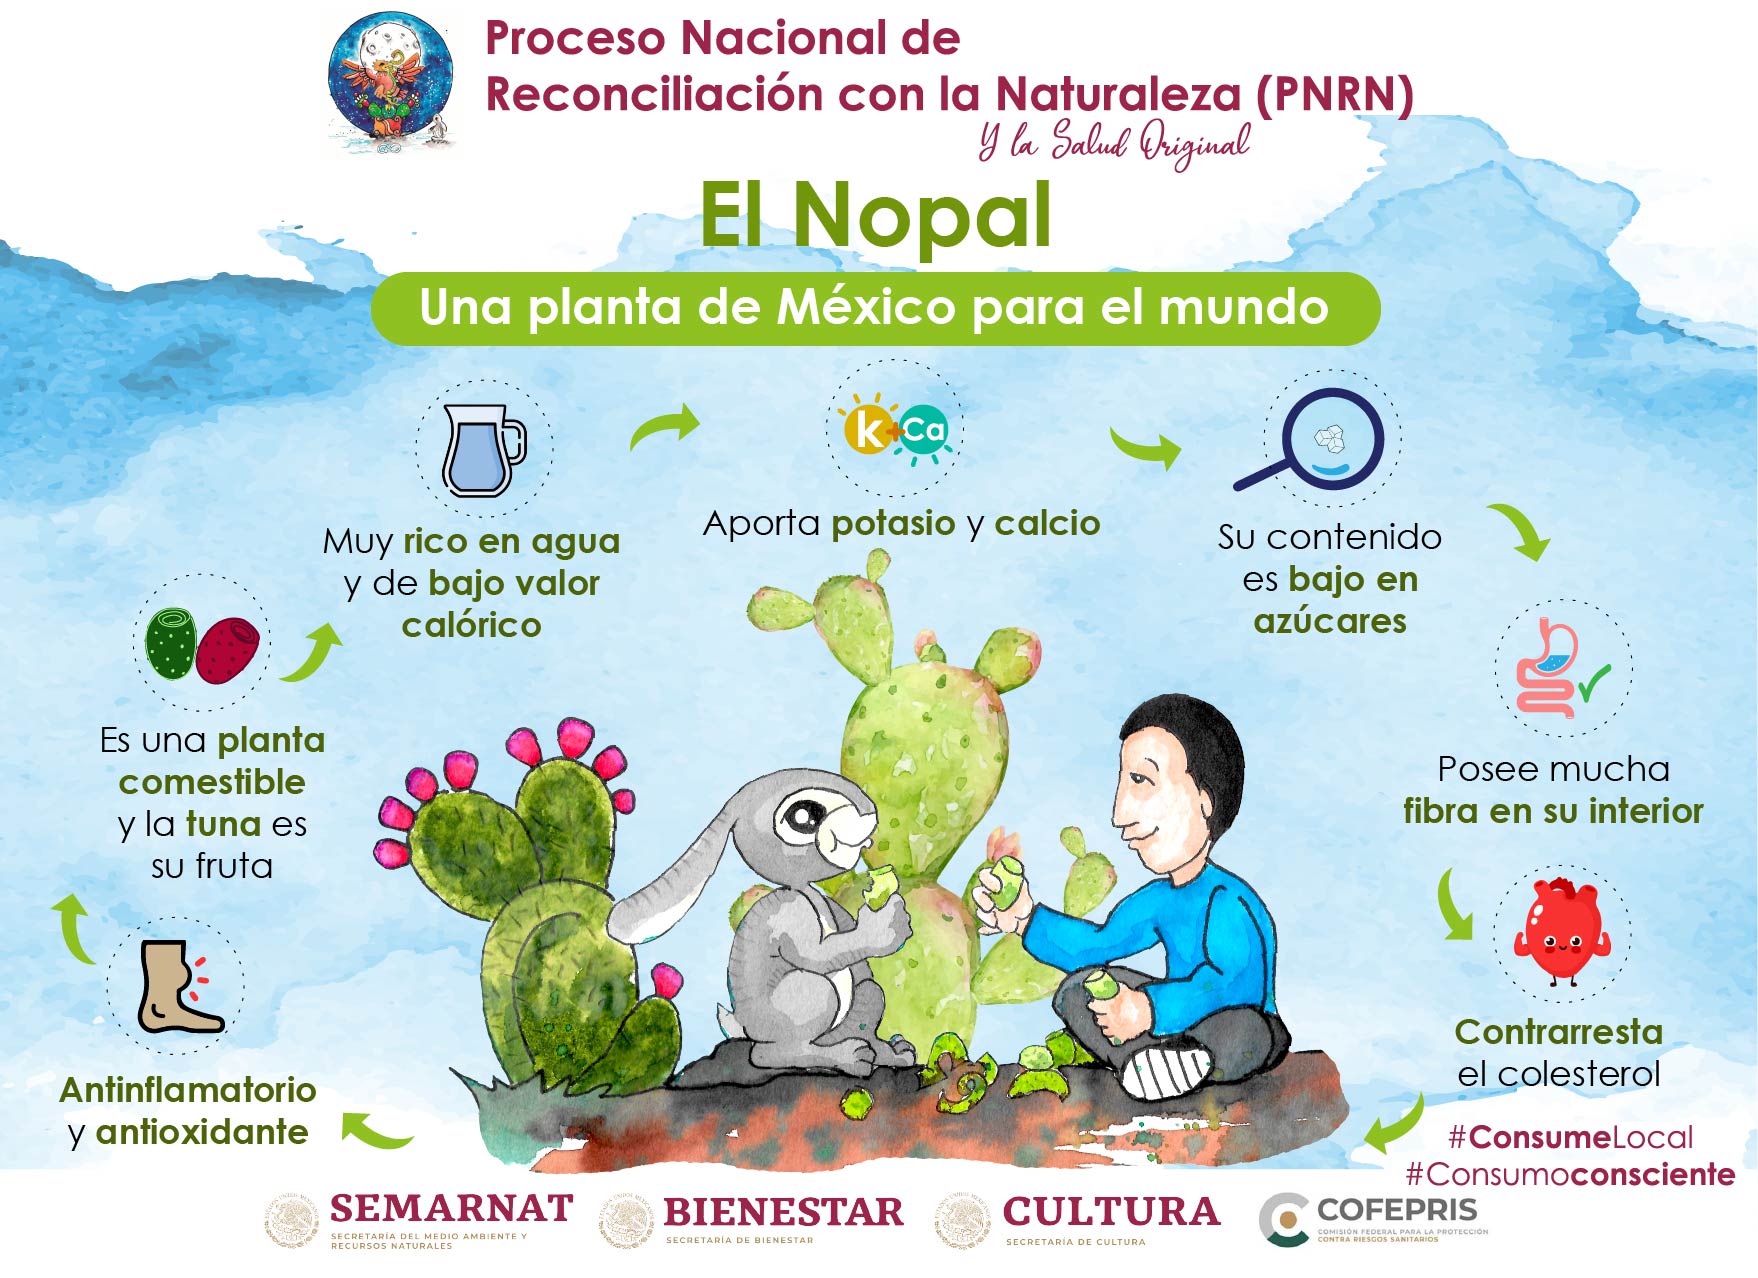 Proceso Nacional de
Reconciliación con la Naturaleza (PNRN)
Y la Salud Original
El Nopal
Una planta de México para el mundo
Antinflamatorio
y antioxidante
Es una planta
comestible
y la tuna es
su fruta
Muy rico en agua
y de bajo valor
calórico
k+Ca
Aporta potasio y calcio
Su contenido
es bajo en
azúcares
Posee mucha
fibra en su interior
Contrarresta
el colesterol
#ConsumeLocal
#Consumoconsciente
SEMARNAT
SECRETARÍA DEL MEDIO AMBIENTE Y
RECURSOS NATURALES
BIENESTAR
SECRETARÍA DE BIENESTAR
CULTURA
SECRETARÍA DE CULTURA
COFEPRIS
COMISIÓN FEDERAL PARA LA PROTECCIÓN
CONTRA RIESGOS SANITARIOS